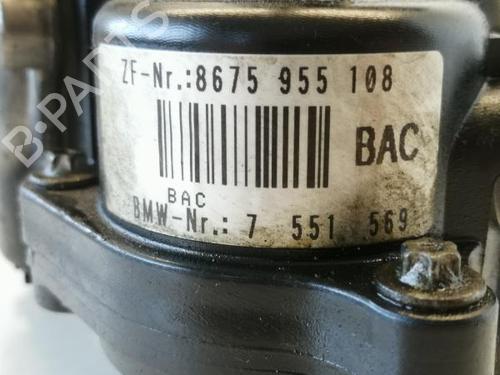 B-PARTS
ZF-Nr.:8675 955 108
BAC
BAC
BMW-Nr.: 7 551 569